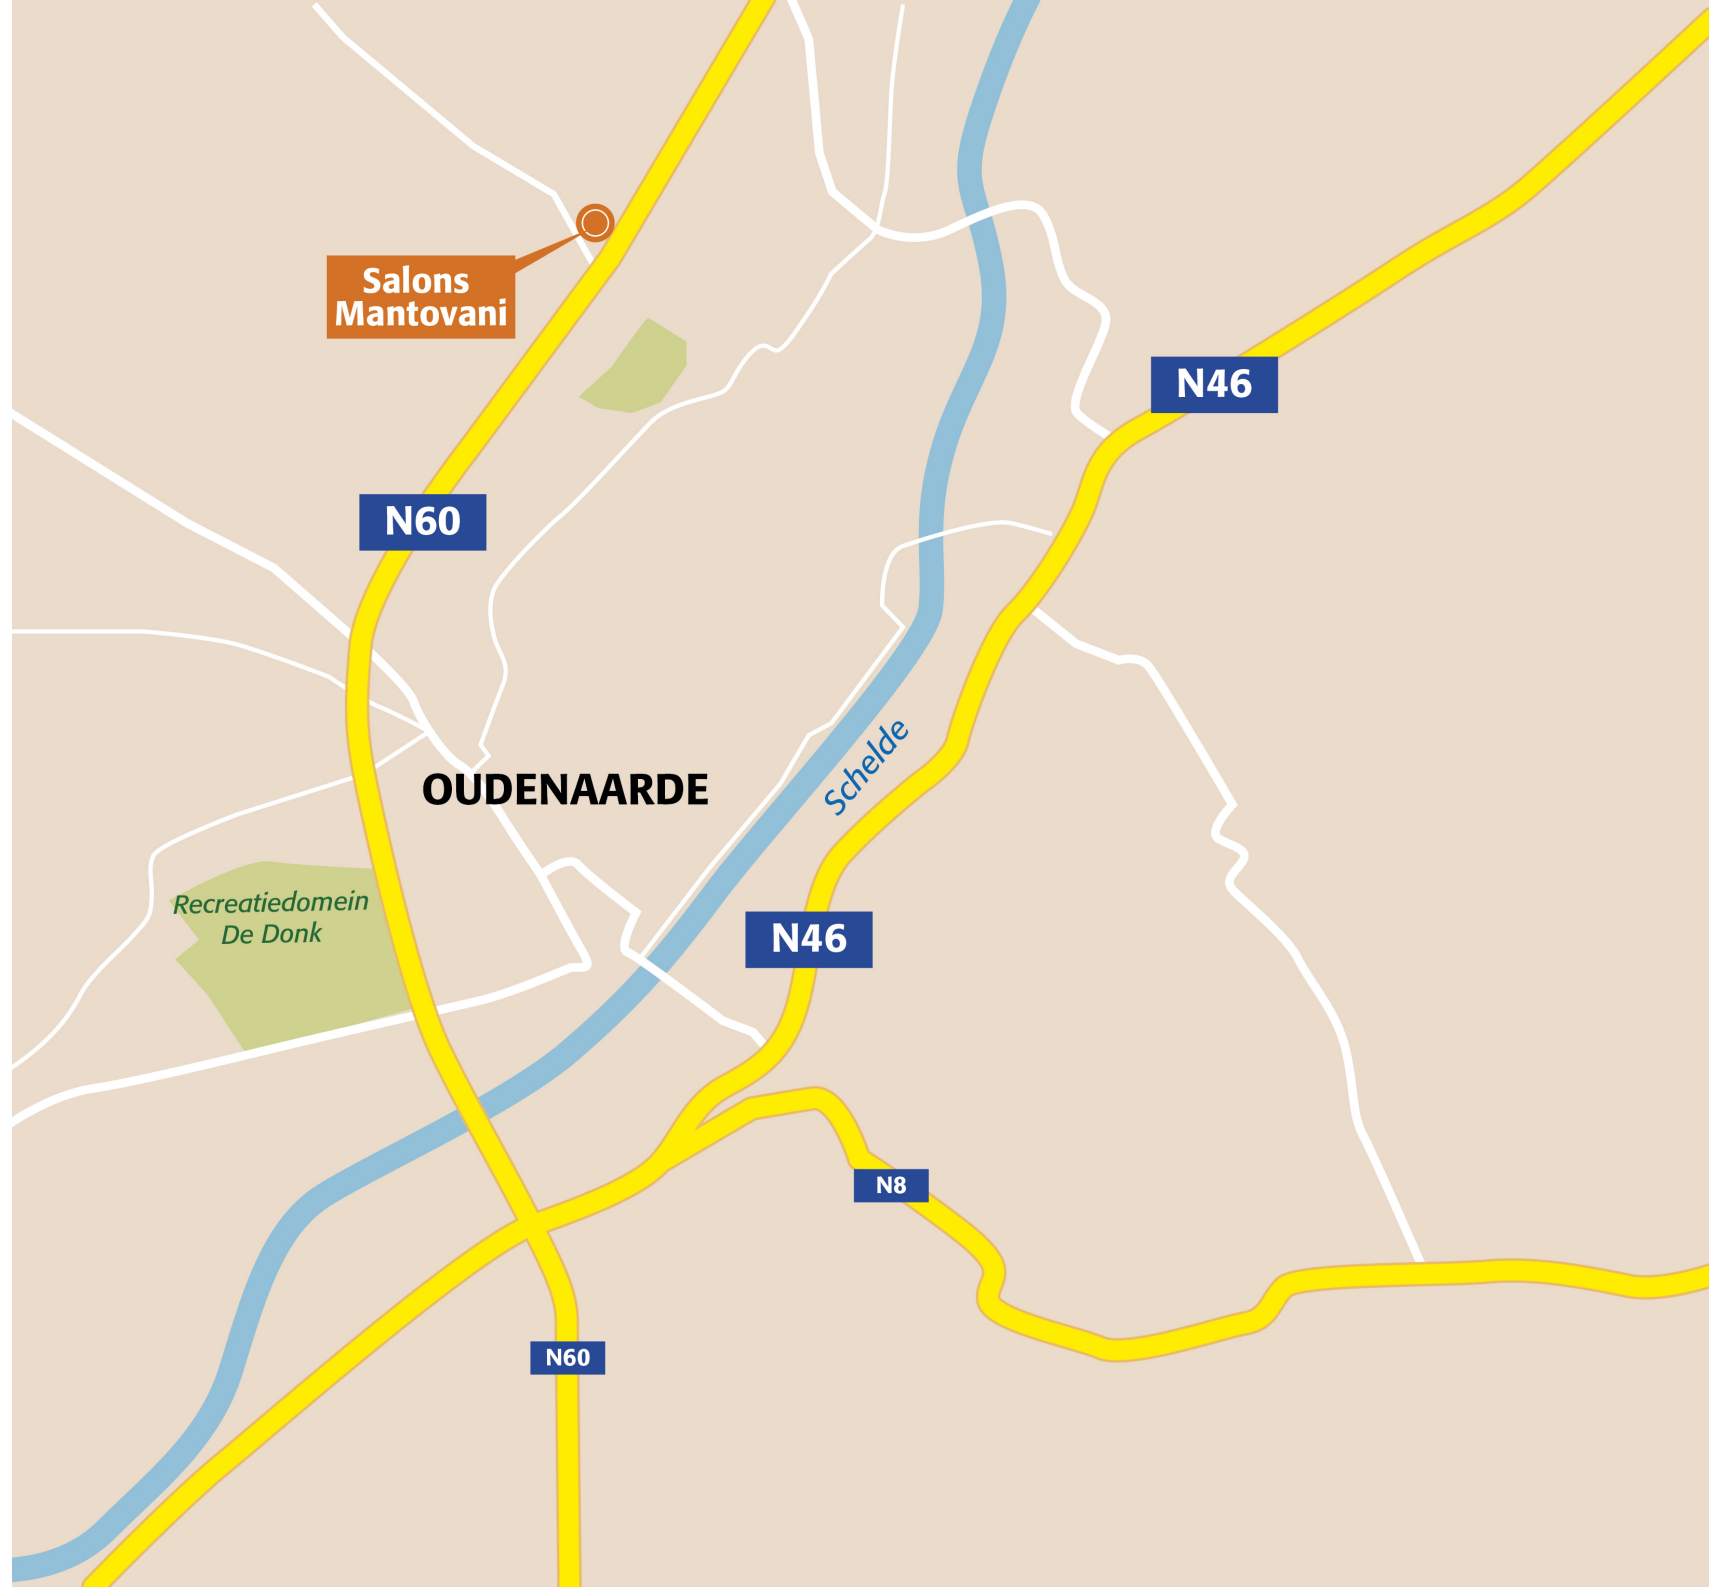 Salons
Mantovani
N46
N60
Schelde
OUDENAARDE
Recreatiedomein
De Donk
N46
N8
N60